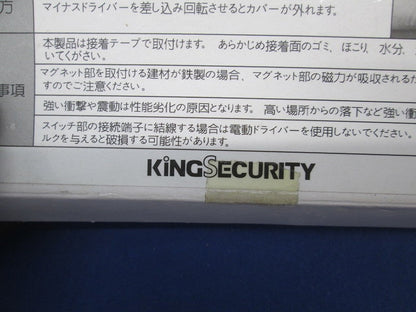 方
マイナスドライバーを差し込み回転させるとカバーが外れます。
本製品は接着テープで取付けます。 あらかじめ接着面のゴミ、ほこり、水分、
いてください。
マグネット部を取付ける建材が鉄製の場合、マグネット部の磁力が吸収されるた
すのでご注意ください。
事項
強い衝撃や震動は性能劣化の原因となります。 高い場所からの落下など強い衝
スイッチ部の接続端子に結線する場合は電動ドライバーを使用しないでください。
ルクを与えると破損する可能性があります。
KiNGSECURITY